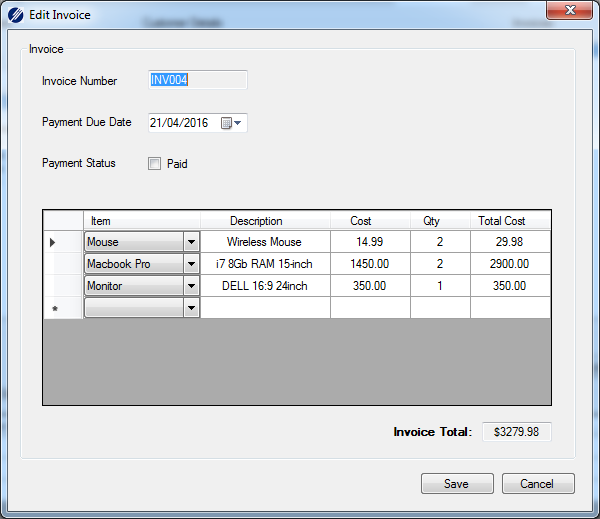 Edit Invoice
Customer Details
Invoice
Invoice Number INV004
Payment Due Date 21/04/2016
Payment Status Paid
Item Description Cost Qty Total Cost
Mouse Wireless Mouse 14.99 2 29.98
Macbook Pro i7 8Gb RAM 15-inch 1450.00 2 2900.00
Monitor DELL 16:9 24inch 350.00 1 350.00
*
Invoice Total: $3279.98
Save Cancel